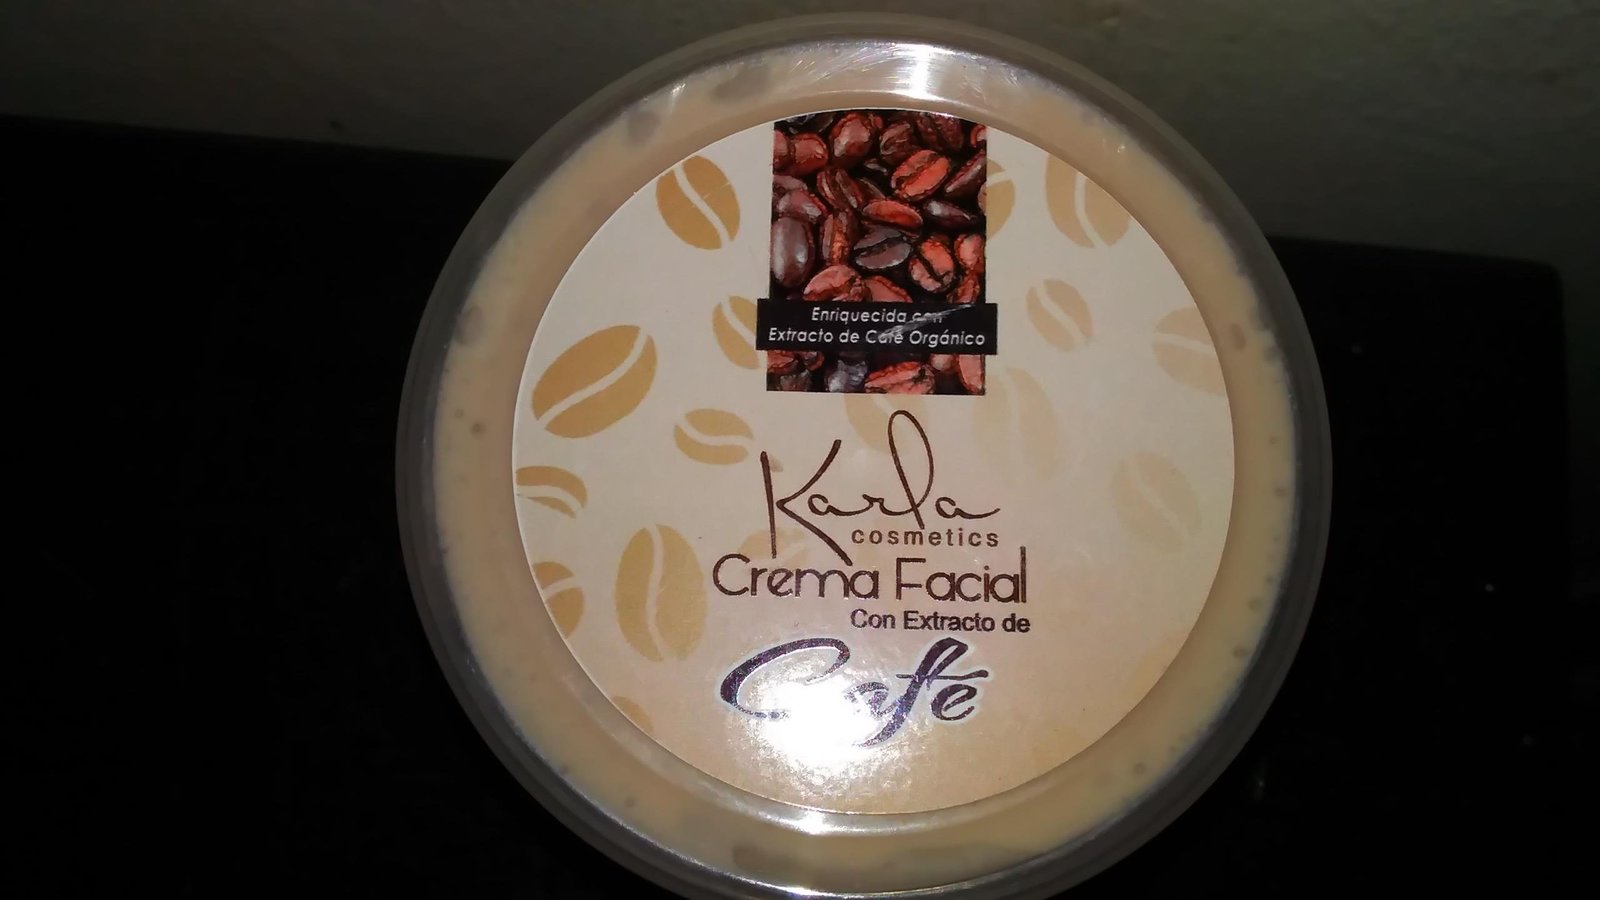 Enriquecida con
Extracto de Café Orgánico
Karla
cosmetics
Crema Facial
Con Extracto de
Café